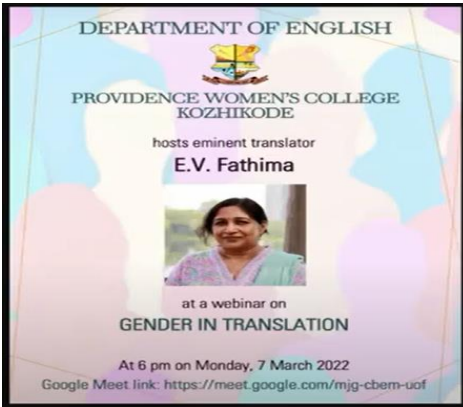 DEPARTMENT OF ENGLISH
PROVIDENCE WOMEN'S COLLEGE
KOZHIKODE
hosts eminent translator
E.V. Fathima
at a webinar on
GENDER IN TRANSLATION
At 6 pm on Monday, 7 March 2022
Google Meet link: https://meet.google.com/mjg-cbem-uof